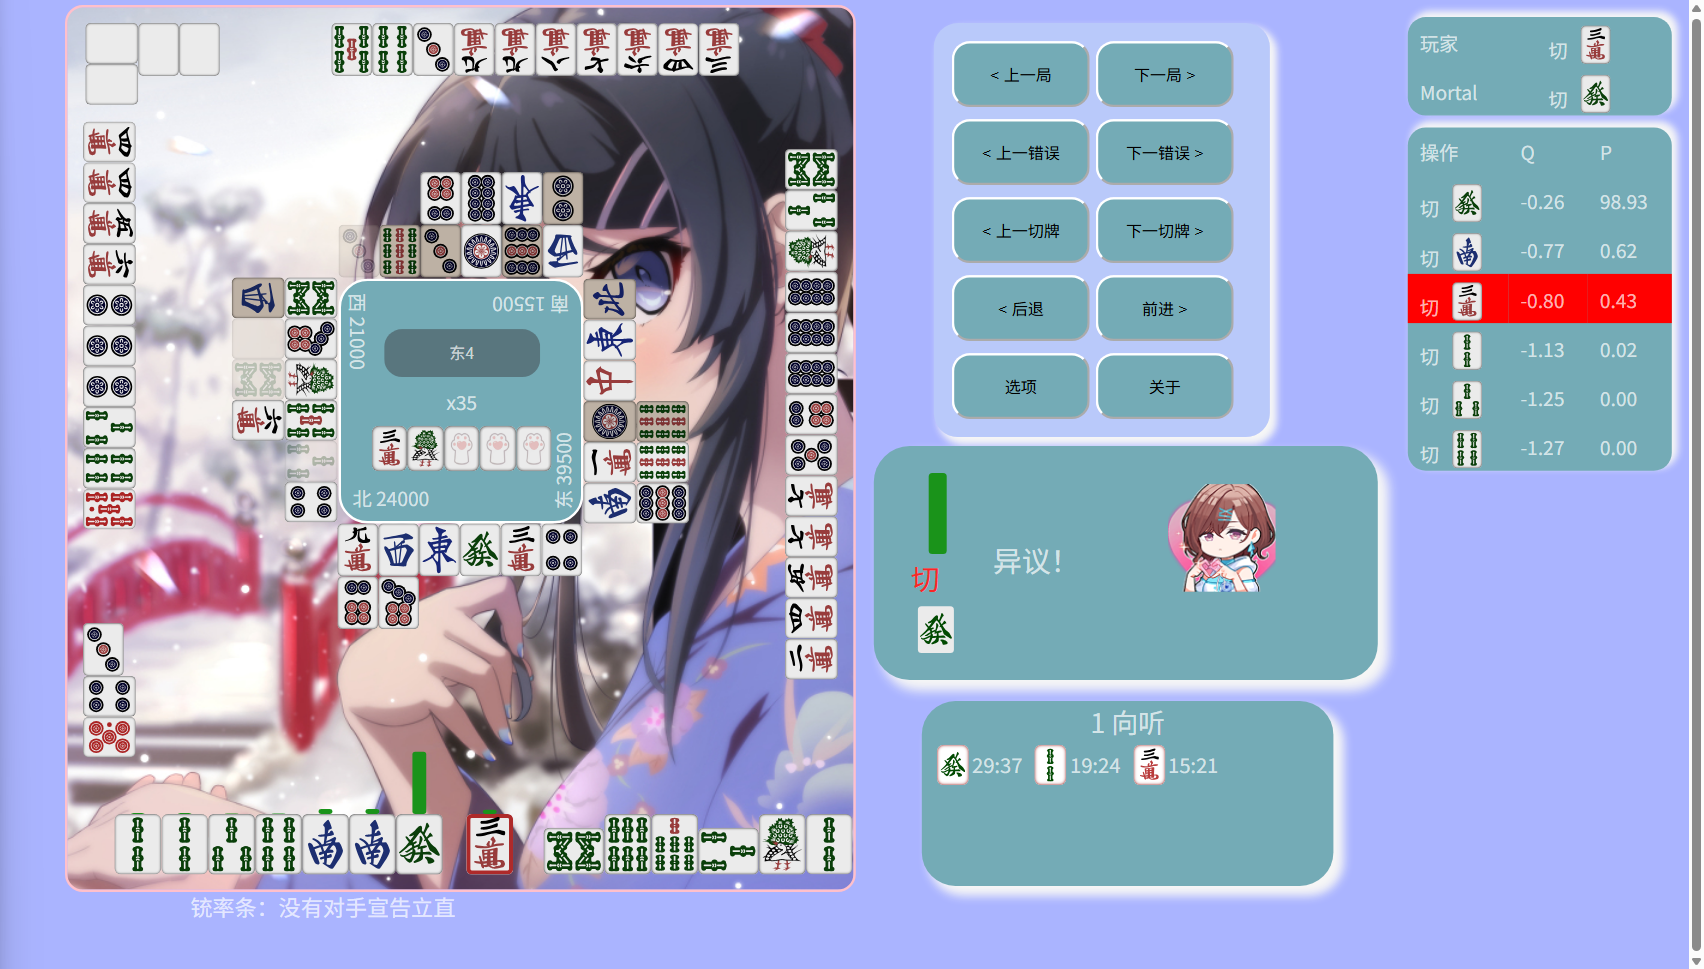 南 15500
西 21000
东4
x35
东 39500
北 24000
铳率条：没有对手宣告立直
< 上一局
下一局 >
< 上一错误
下一错误 >
< 上一切牌
下一切牌 >
< 后退
前进 >
选项
关于
切
异议！
1 向听
29:37
19:24
15:21
玩家 切
Mortal 切
操作 Q P
切 -0.26 98.93
切 -0.77 0.62
切 -0.80 0.43
切 -1.13 0.02
切 -1.25 0.00
切 -1.27 0.00